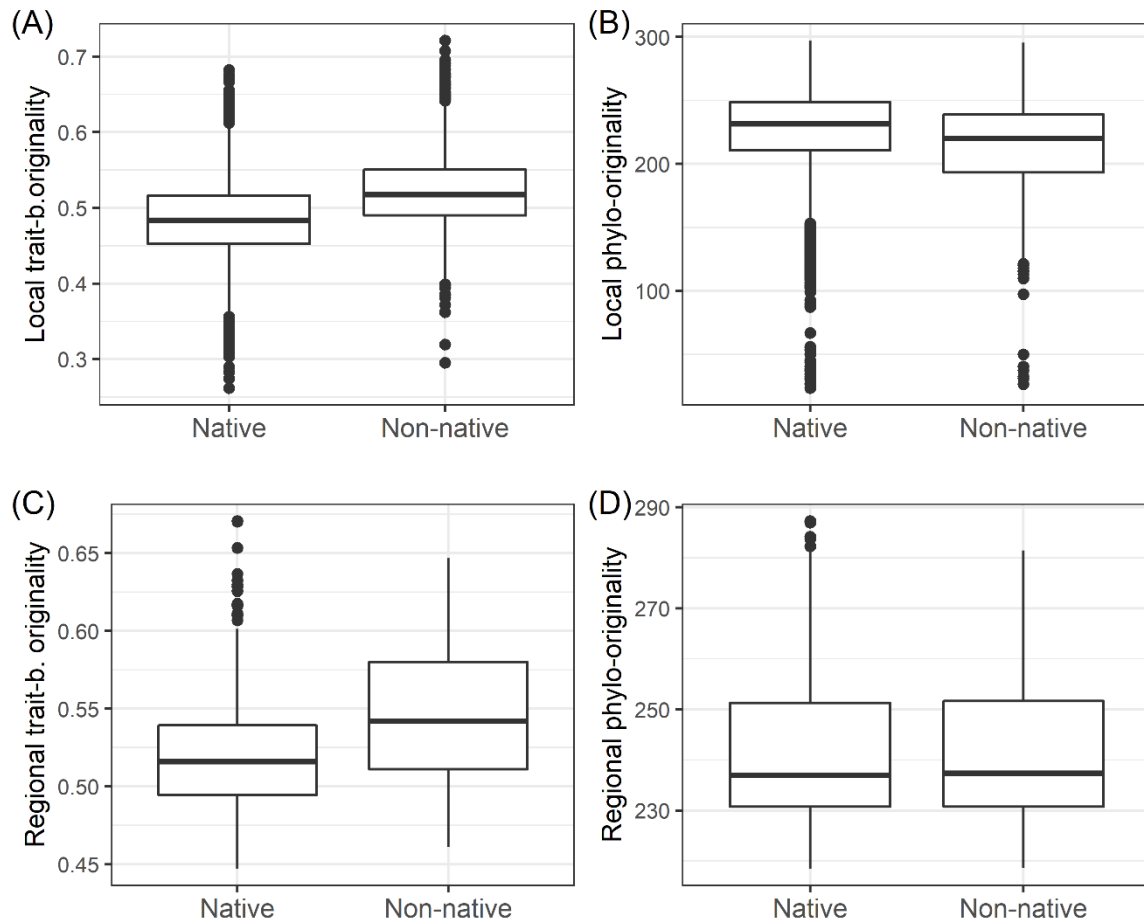 (A)
Local trait-b.originality
0.7
0.6
0.5
0.4
0.3
Native Non-native
(B)
Local phylo-originality
300
200
100
Native Non-native
(C)
Regional trait-b. originality
0.65
0.60
0.55
0.50
0.45
Native Non-native
(D)
Regional phylo-originality
290
270
250
230
Native Non-native